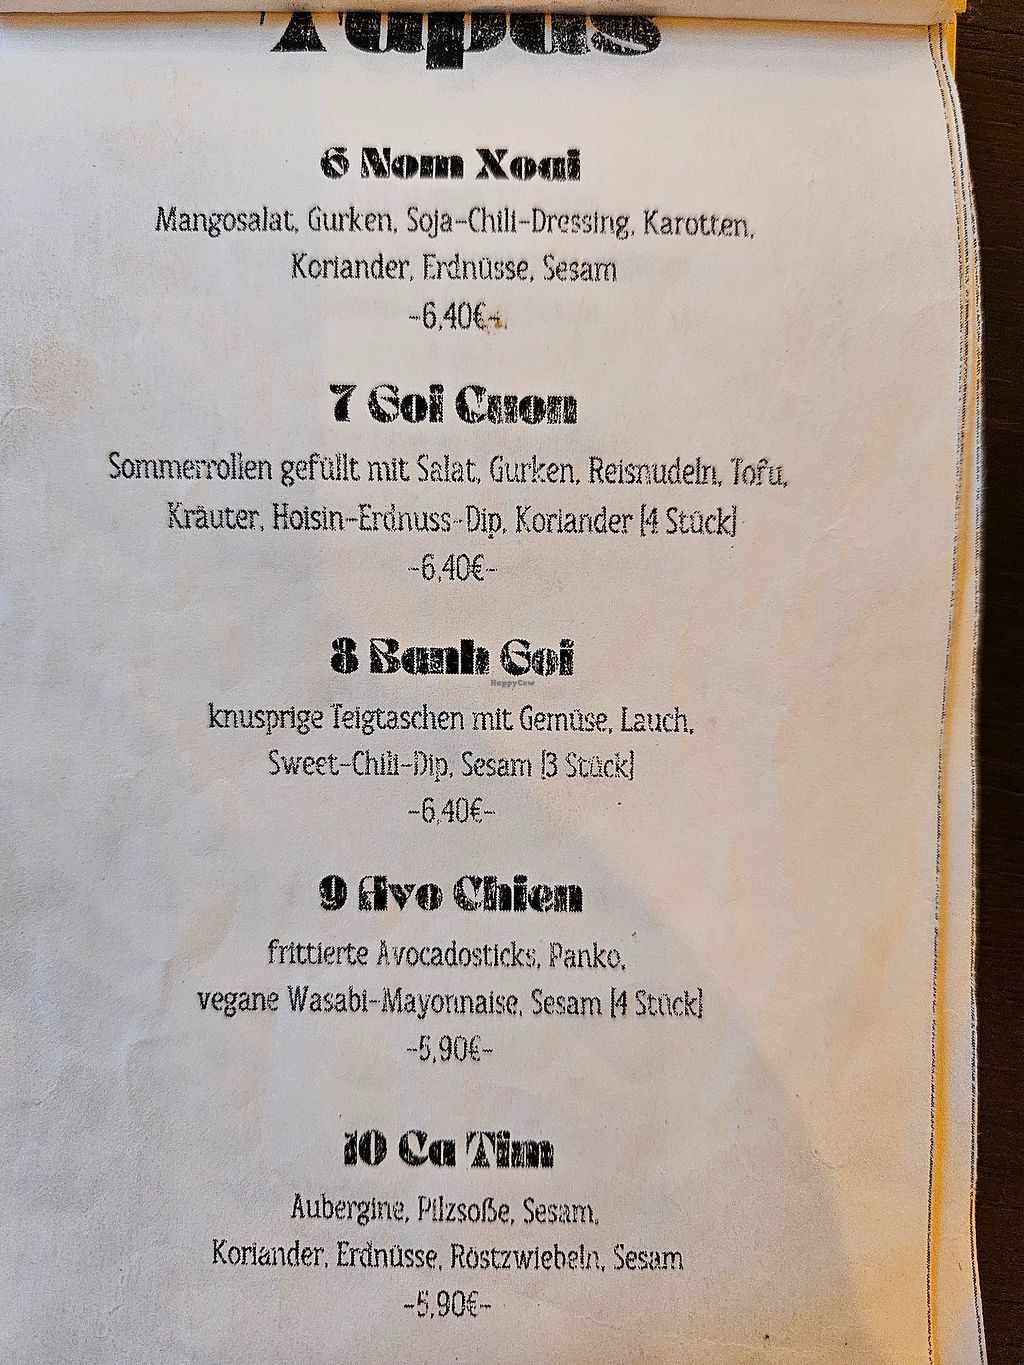 Tapas
6 Nom Xoai
Mangosalat, Gurken, Soja-Chili-Dressing, Karotten,
Koriander, Erdnüsse, Sesam
-6,40€-
7 Goi Cuon
Sommerrollen gefüllt mit Salat, Gurken, Reisnudeln, Tofu,
Kräuter, Hoisin-Erdnuss-Dip, Koriander [4 Stück]
-6,40€-
8 Banh Goi
HappyCow
knusprige Teigtaschen mit Gemüse, Lauch,
Sweet-Chili-Dip, Sesam [3 Stück]
-6,40€-
9 Avo Chien
frittierte Avocadosticks, Panko,
vegane Wasabi-Mayonnaise, Sesam [4 Stück]
-5,90€-
10 Ca Tim
Aubergine, Pilzsoße, Sesam,
Koriander, Erdnüsse, Röstzwiebeln, Sesam
-5,90€-